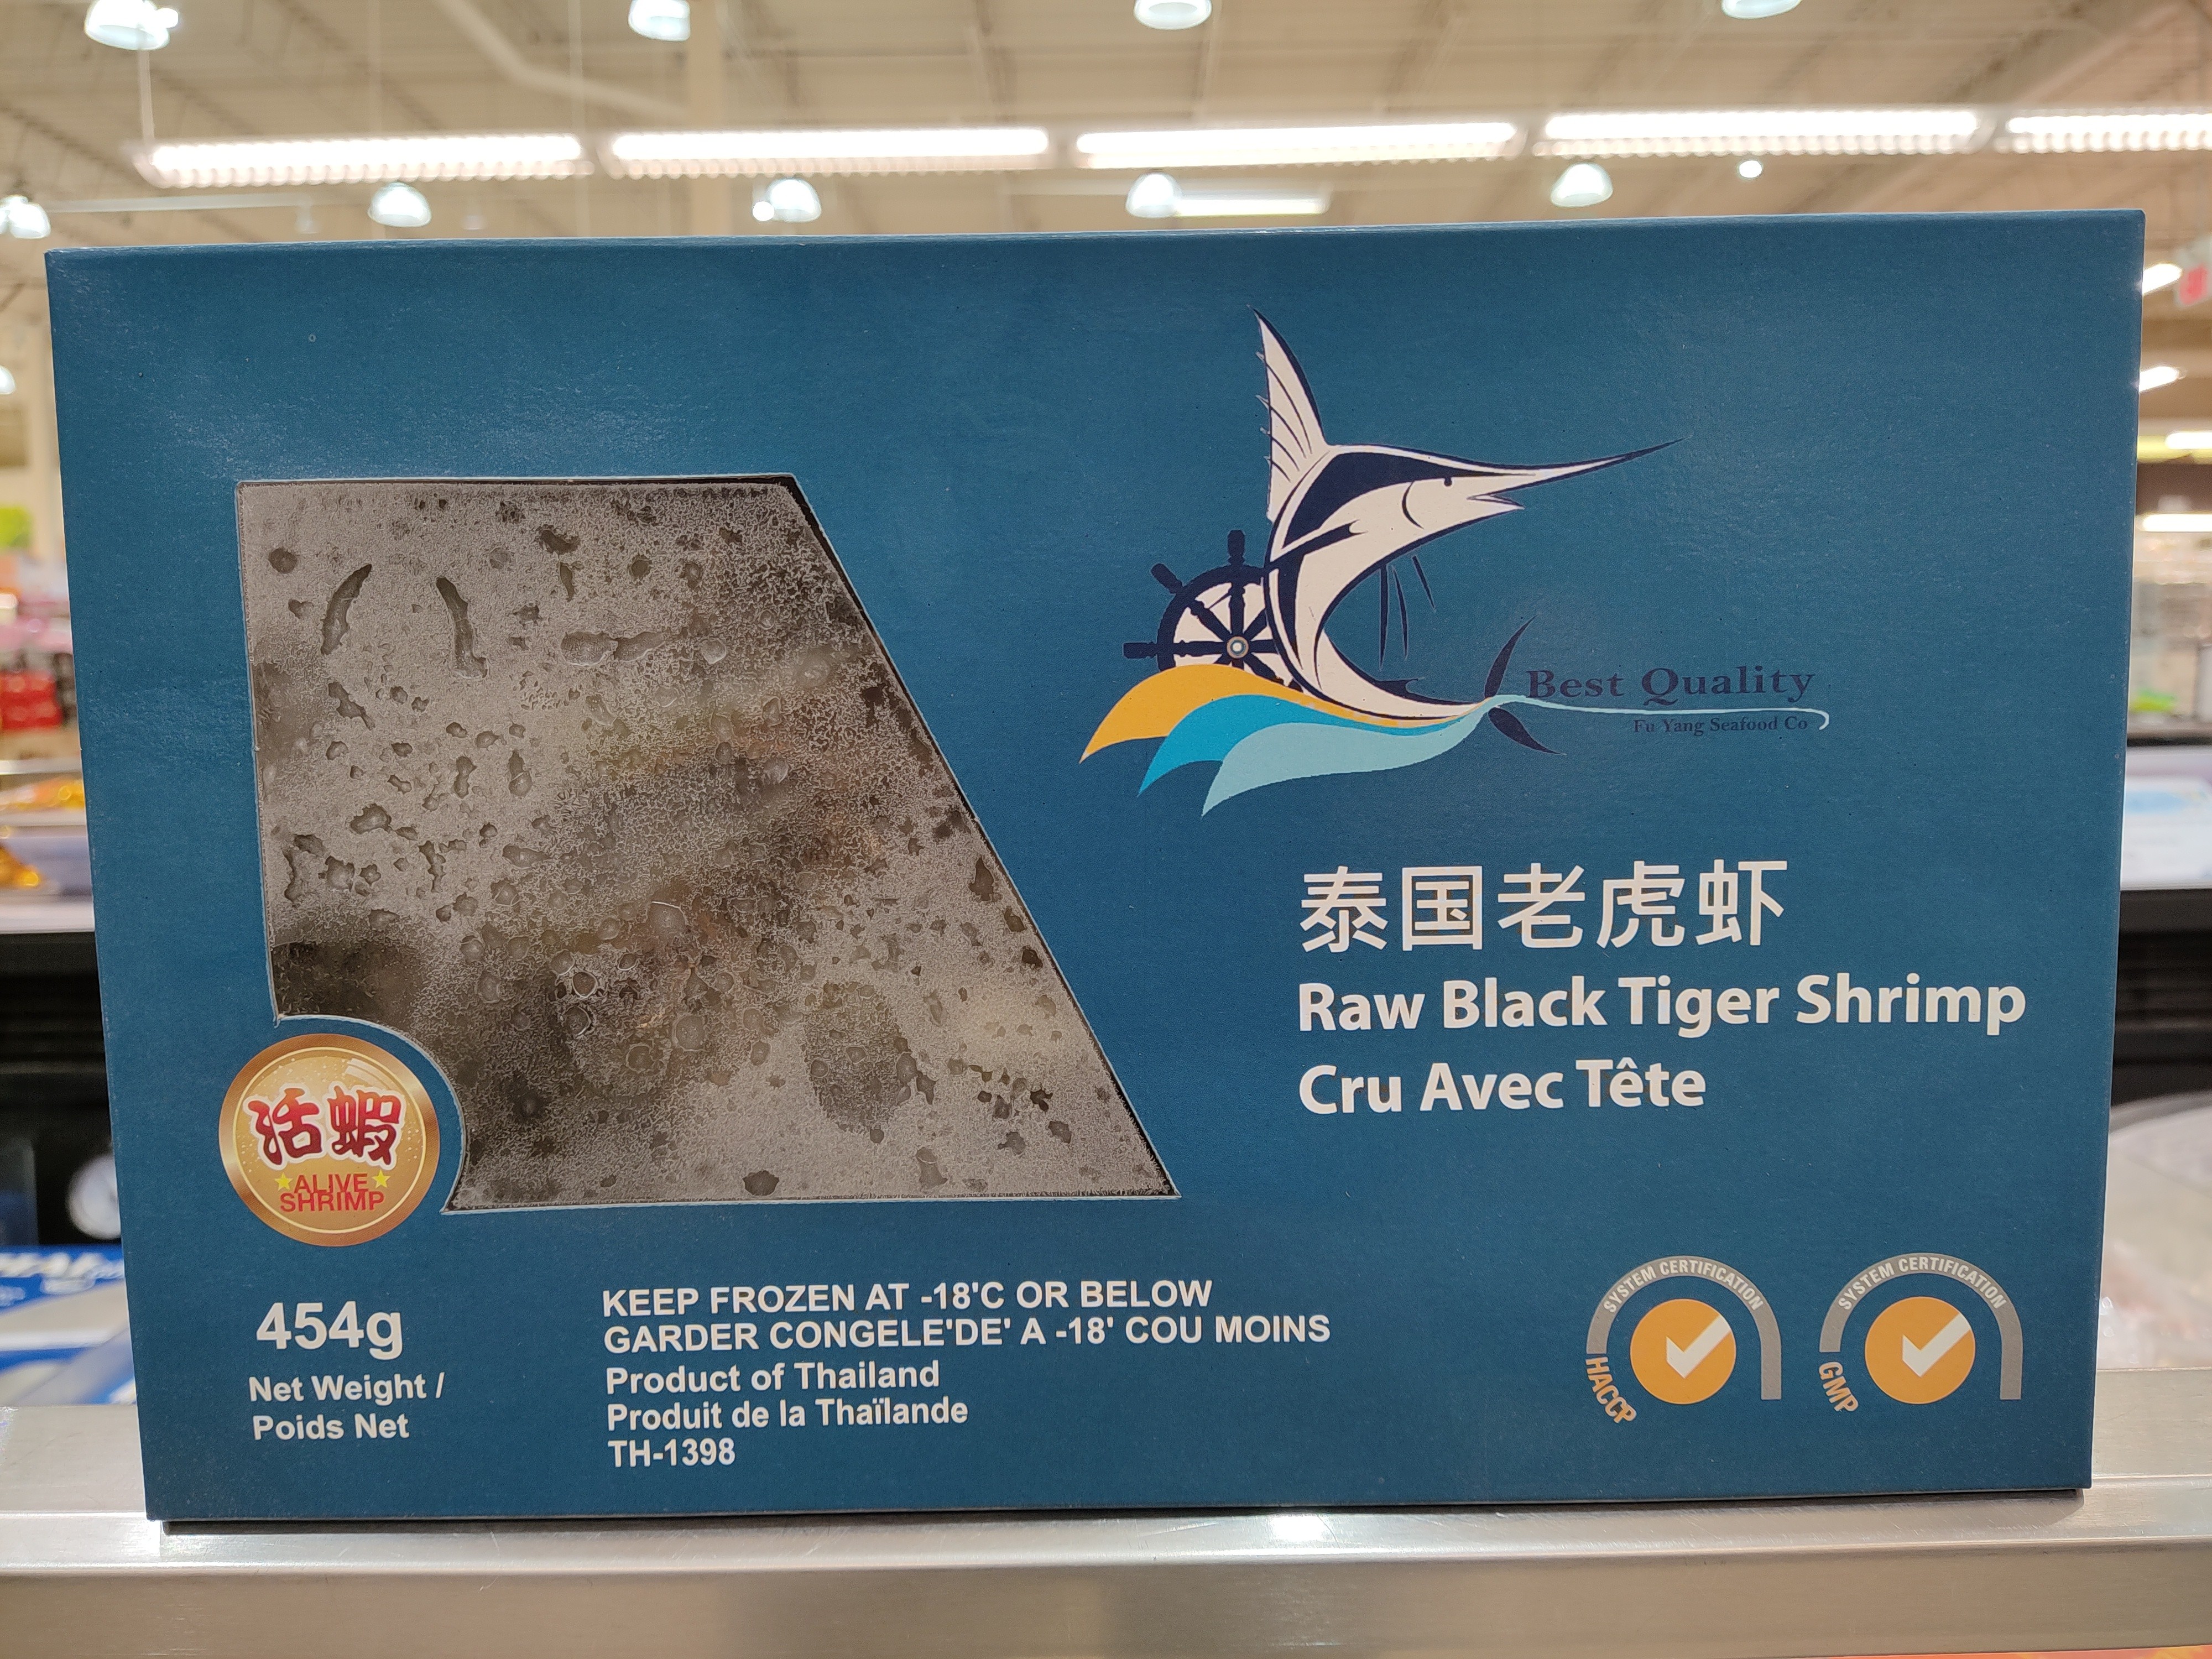 Best Quality
Fu Yang Seafood Co
泰国老虎虾
Raw Black Tiger Shrimp
Cru Avec Tête
活蝦
ALIVE
SHRIMP
454g
Net Weight /
Poids Net
KEEP FROZEN AT -18'C OR BELOW
GARDER CONGELE'DE' A -18' COU MOINS
Product of Thailand
Produit de la Thaïlande
TH-1398
SYSTEM CERTIFICATION
HACCP
SYSTEM CERTIFICATION
GMP